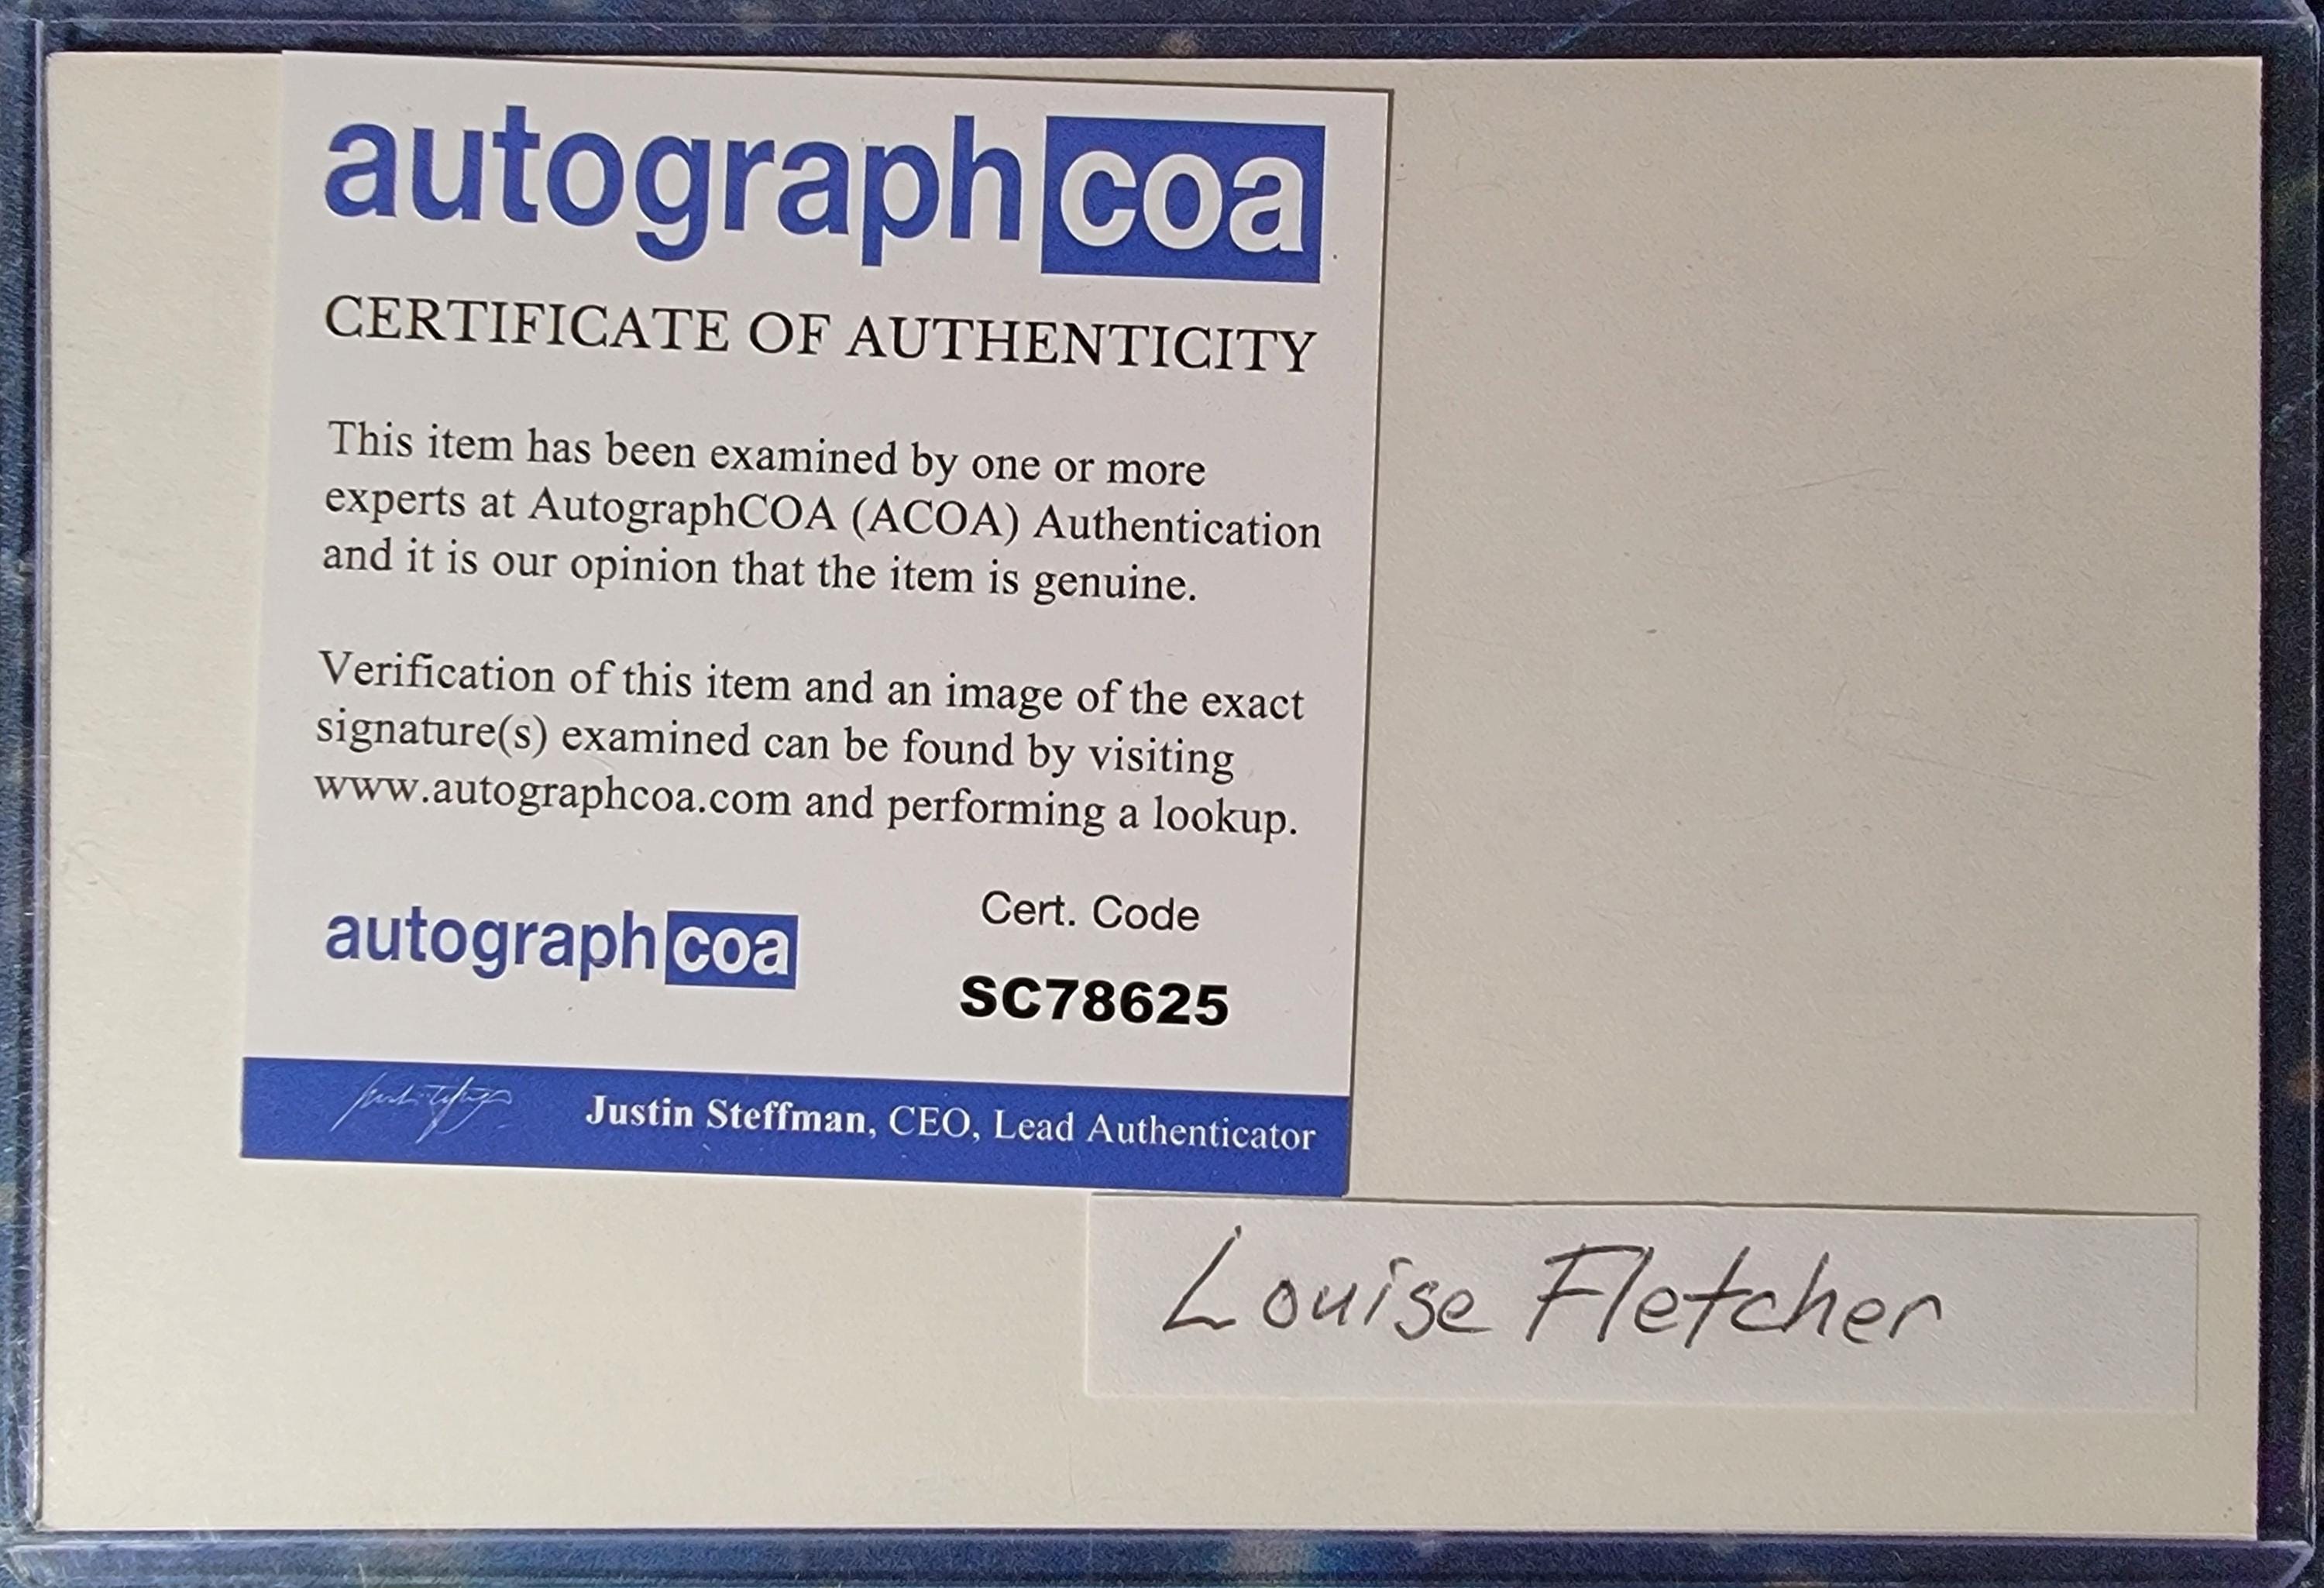 autographcoa
CERTIFICATE OF AUTHENTICITY
This item has been examined by one or more
experts at AutographCOA (ACOA) Authentication
and it is our opinion that the item is genuine.
Verification of this item and an image of the exact
signature(s) examined can be found by visiting
www.autographcoa.com and performing a lookup.
autographcoa
Cert. Code
SC78625
Justin Steffman, CEO, Lead Authenticator
Louise Fletcher